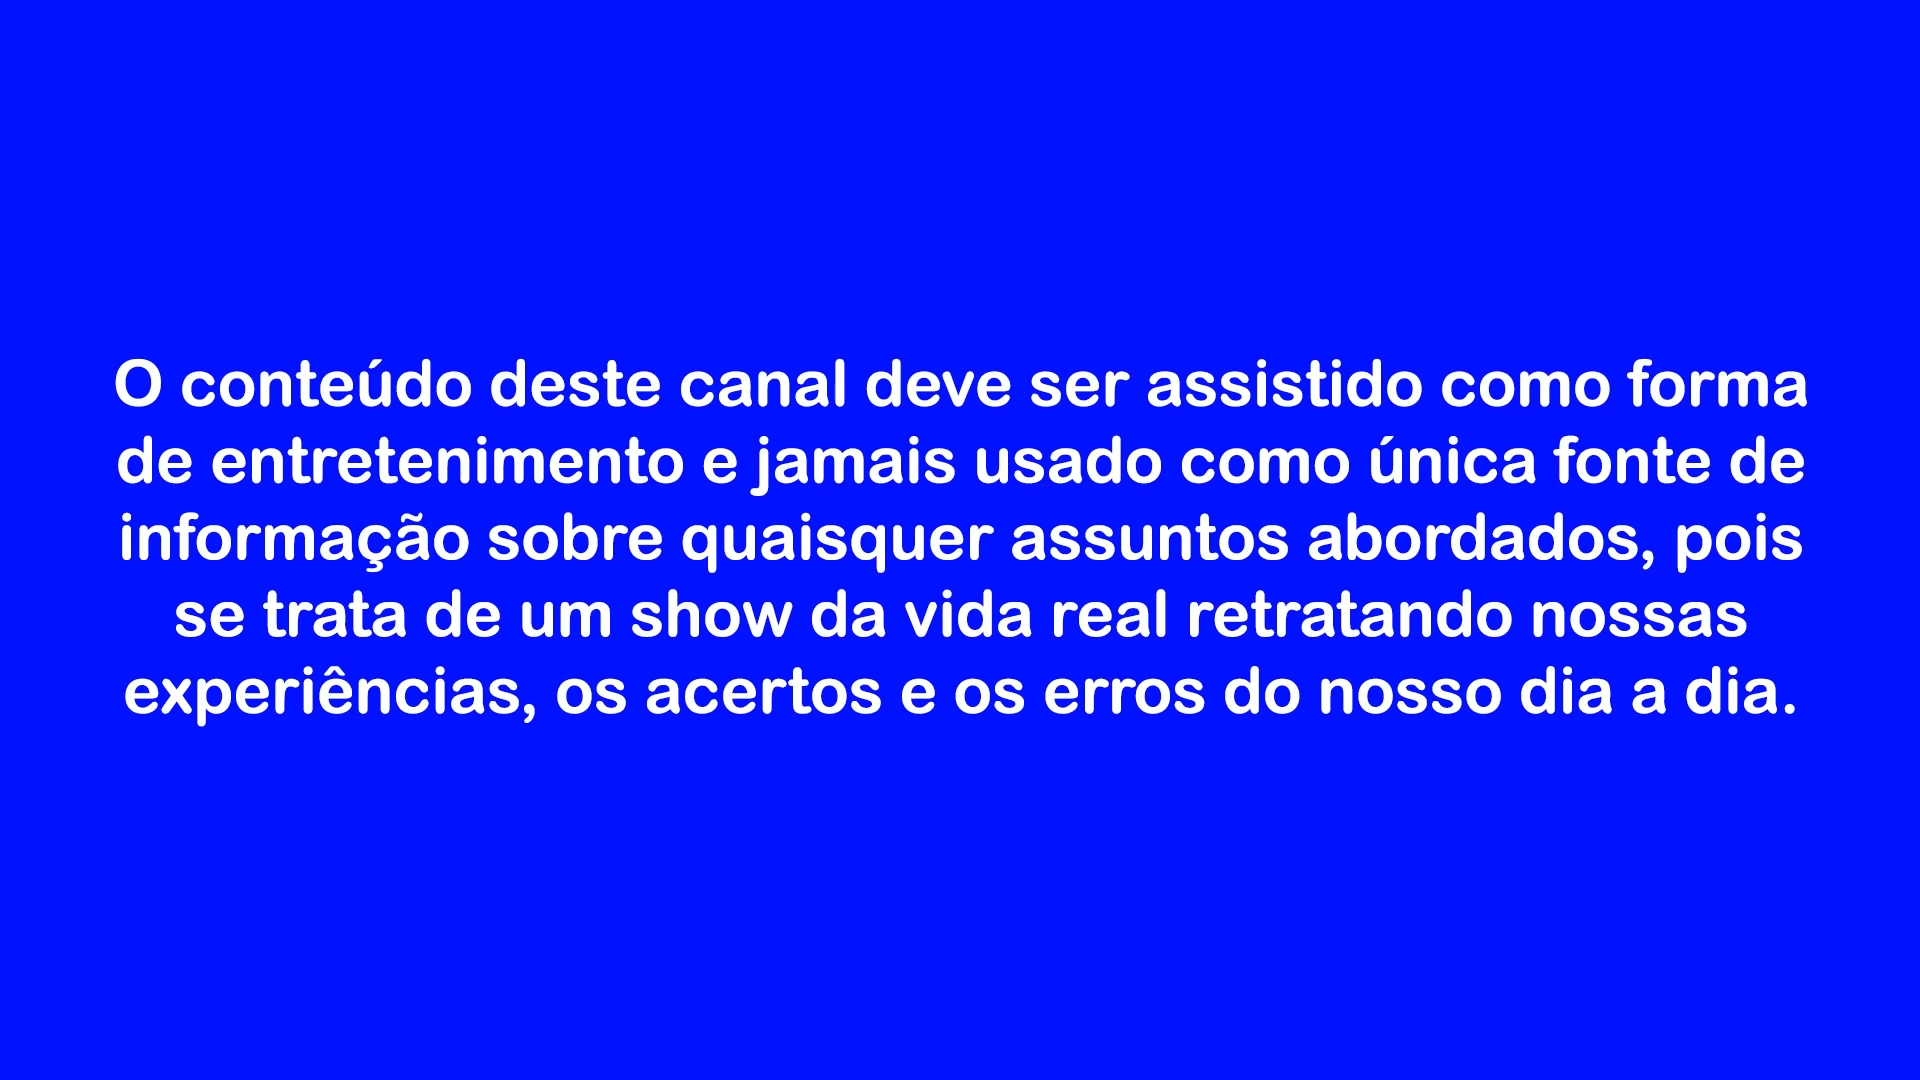 O conteúdo deste canal deve ser assistido como forma
de entretenimento e jamais usado como única fonte de
informação sobre quaisquer assuntos abordados, pois
se trata de um show da vida real retratando nossas
experiências, os acertos e os erros do nosso dia a dia.